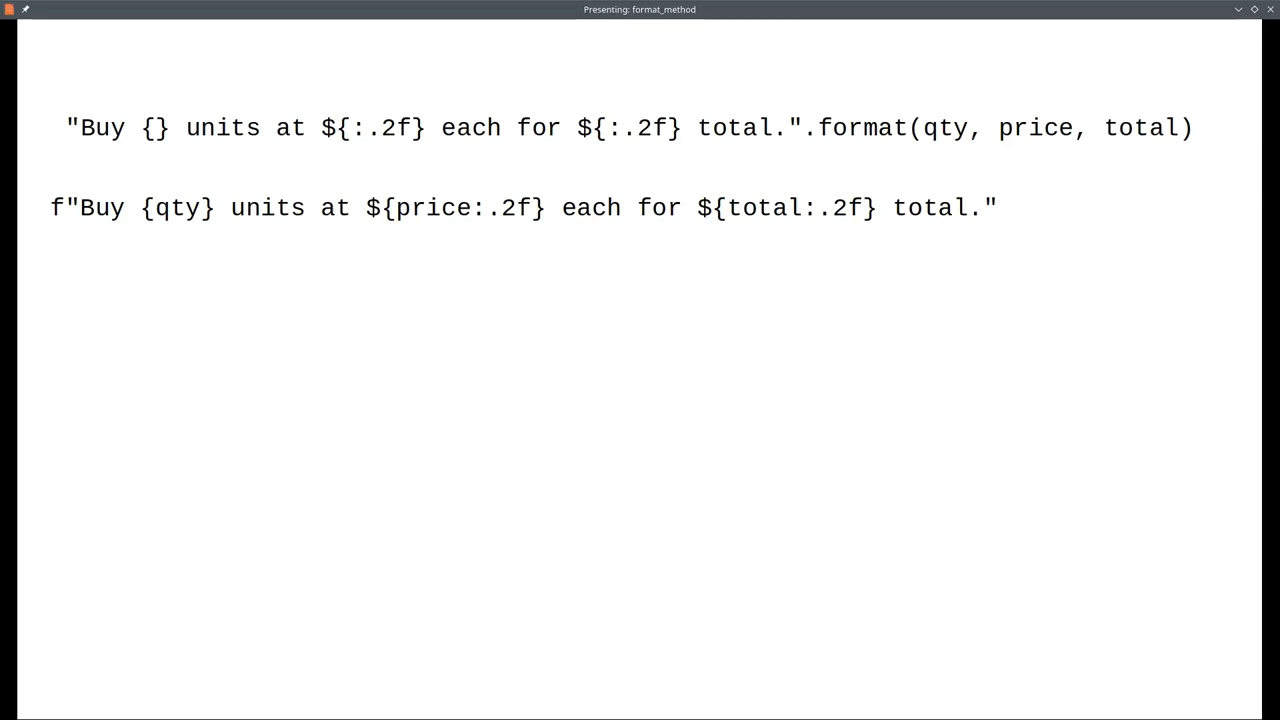 Presenting: format_method
"Buy {} units at ${:.2f} each for ${:.2f} total.".format(qty, price, total)
f"Buy {qty} units at ${price:.2f} each for ${total:.2f} total."